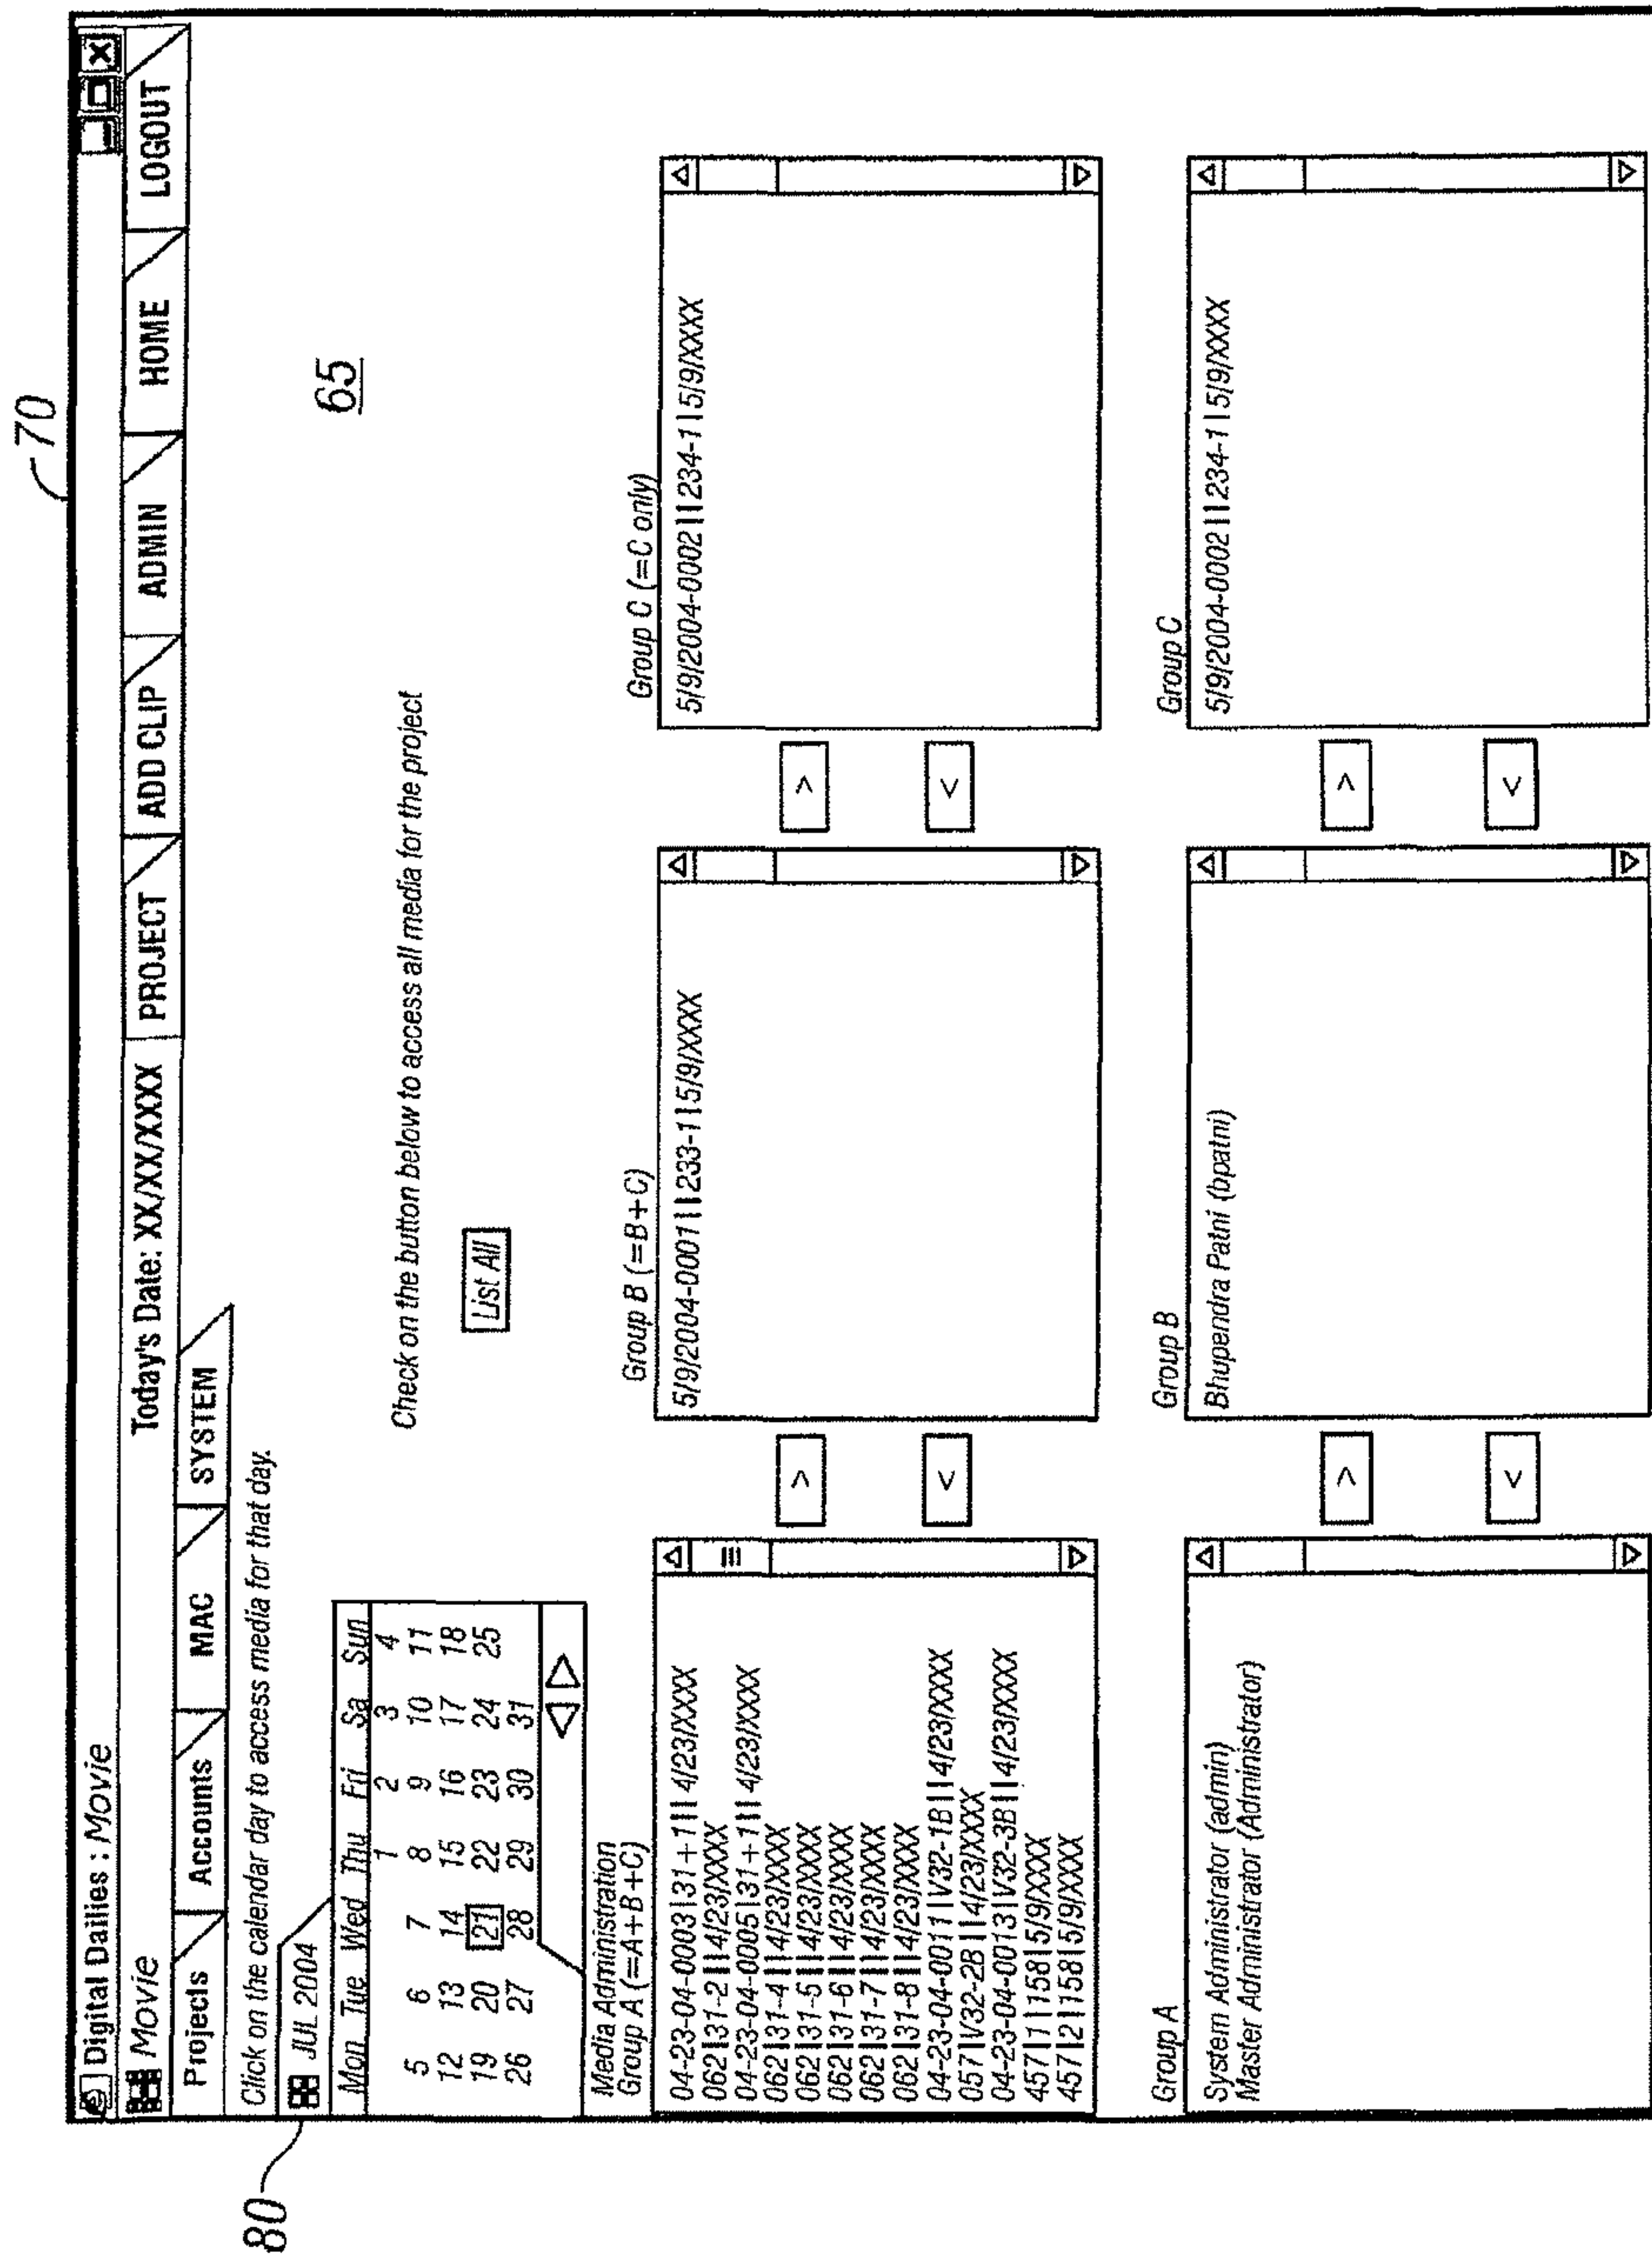 70
Digital Dailies : Movie
Movie
Today's Date: XX/XX/XXXX
PROJECT
ADD CLIP
ADMIN
HOME
LOGOUT
Projects
Accounts
MAC
SYSTEM
Click on the calendar day to access media for that day.
80
JUL 2004
Mon Tue Wed Thu Fri Sa Sun
1 2 3 4
5 6 7 8 9 10 11
12 13 14 15 16 17 18
19 20 21 22 23 24 25
26 27 28 29 30 31
65
Check on the button below to access all media for the project
List All
Media Administration
Group A (=A+B+C)
04-23-04-0003|31+1||4/23/XXXX
062|31-2||4/23/XXXX
04-23-04-0005|31+1||4/23/XXXX
062|31-4||4/23/XXXX
062|31-5||4/23/XXXX
062|31-6||4/23/XXXX
062|31-7||4/23/XXXX
062|31-8||4/23/XXXX
04-23-04-0011|V32-1B||4/23/XXXX
057|V32-2B||4/23/XXXX
04-23-04-0013|V32-3B||4/23/XXXX
457|1|158|5/9/XXXX
457|2|158|5/9/XXXX
>
<
Group B (=B+C)
5/9/2004-0001||233-1|5/9/XXXX
>
<
Group C (=C only)
5/9/2004-0002||234-1|5/9/XXXX
Group A
System Administrator (admin)
Master Administrator (Administrator)
>
<
Group B
Bhupendra Patni (bpatni)
>
<
Group C
5/9/2004-0002||234-1|5/9/XXXX